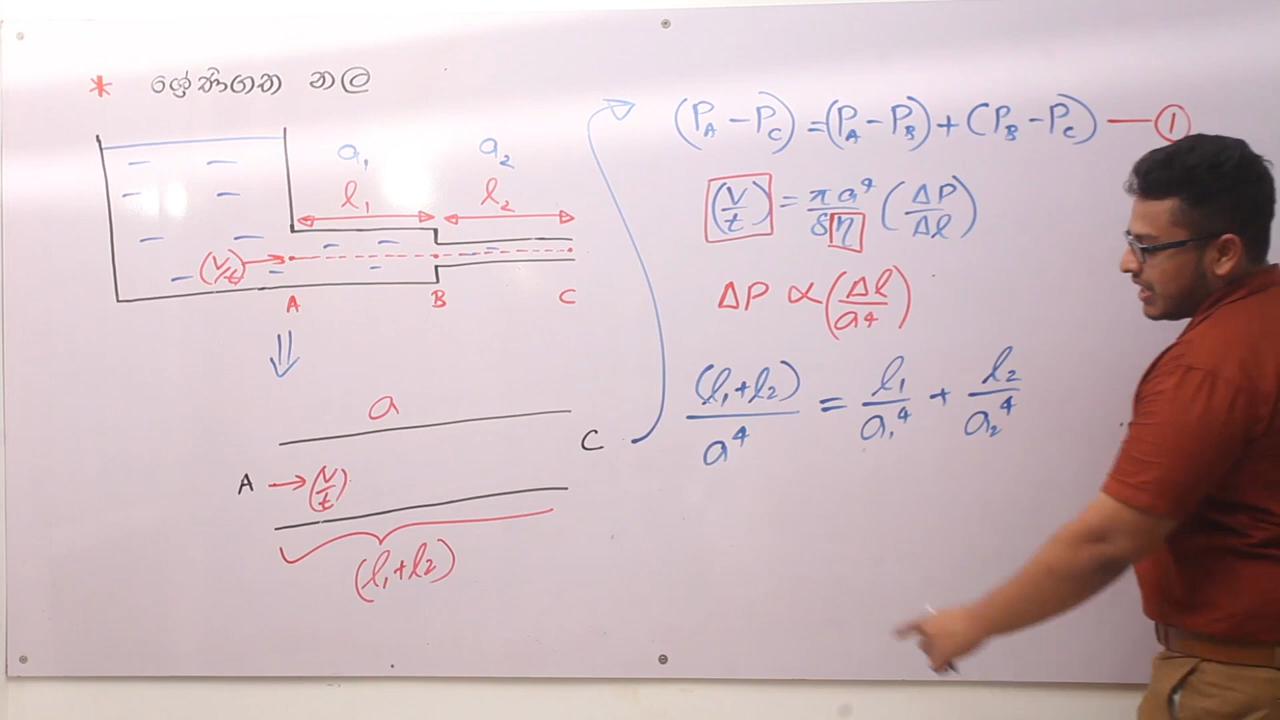 * ශ්‍රේණිගත නල
a₁ a₂
l₁ l₂
(V/t)
A B C
a
A → (V/t) C
(l₁+l₂)
(P_A − P_C) = (P_A − P_B) + (P_B − P_C) — ①
(V/t) = πa⁴/8η (ΔP/Δl)
ΔP ∝ (Δl/a⁴)
(l₁+l₂)/a⁴ = l₁/a₁⁴ + l₂/a₂⁴